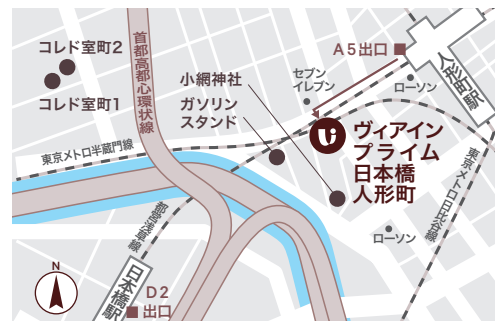 コレド室町2
コレド室町1
首都高都心環状線
東京メトロ半蔵門線
小網神社
ガソリン
スタンド
セブン
イレブン
A5出口
ローソン
人形町駅
ヴィアイン
プライム
日本橋
人形町
東京メトロ日比谷線
ローソン
都営浅草線
日本橋駅
D2
出口
N